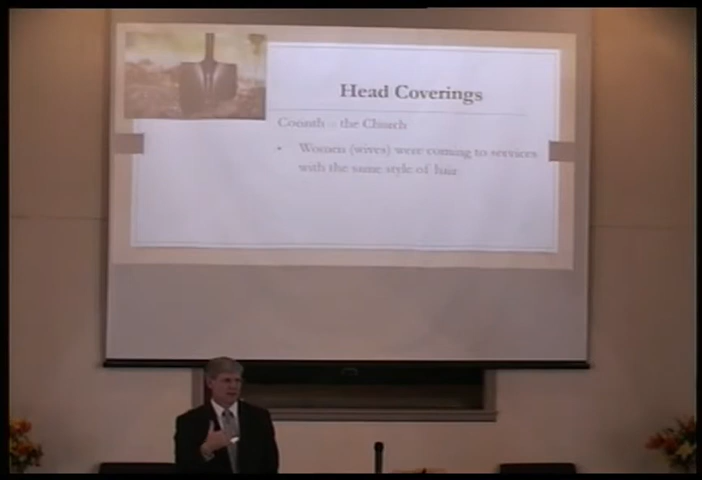 Head Coverings
Corinth – the Church
• Women (wives) were coming to services
with the same style of hair